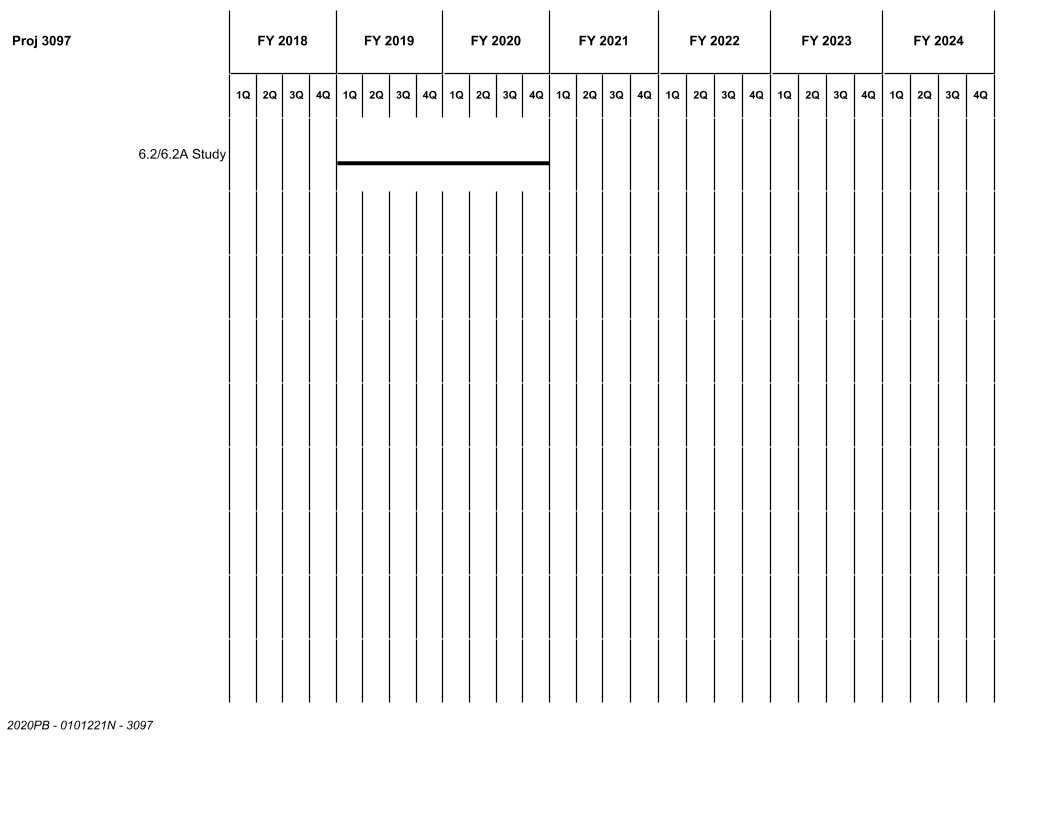 Proj 3097 FY 2018 FY 2019 FY 2020 FY 2021 FY 2022 FY 2023 FY 2024
1Q 2Q 3Q 4Q 1Q 2Q 3Q 4Q 1Q 2Q 3Q 4Q 1Q 2Q 3Q 4Q 1Q 2Q 3Q 4Q 1Q 2Q 3Q 4Q 1Q 2Q 3Q 4Q
6.2/6.2A Study
2020PB - 0101221N - 3097